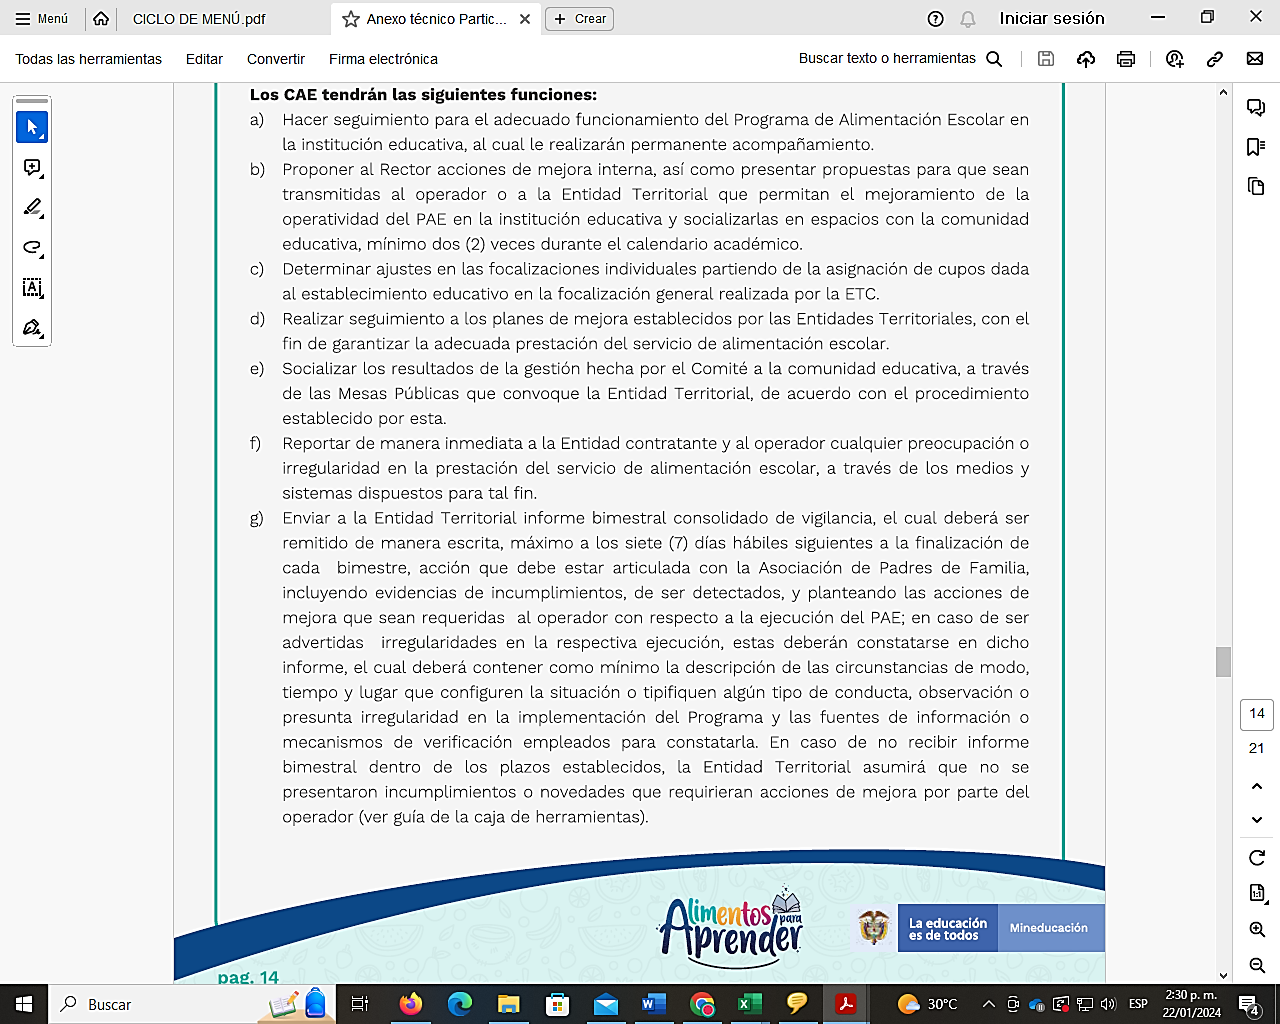 Menú
CICLO DE MENÚ.pdf
Anexo técnico Partic...
Crear
Iniciar sesión
Todas las herramientas
Editar
Convertir
Firma electrónica
Buscar texto o herramientas
Los CAE tendrán las siguientes funciones:
a) Hacer seguimiento para el adecuado funcionamiento del Programa de Alimentación Escolar en
la institución educativa, al cual le realizarán permanente acompañamiento.
b) Proponer al Rector acciones de mejora interna, así como presentar propuestas para que sean
transmitidas al operador o a la Entidad Territorial que permitan el mejoramiento de la
operatividad del PAE en la institución educativa y socializarlas en espacios con la comunidad
educativa, mínimo dos (2) veces durante el calendario académico.
c) Determinar ajustes en las focalizaciones individuales partiendo de la asignación de cupos dada
al establecimiento educativo en la focalización general realizada por la ETC.
d) Realizar seguimiento a los planes de mejora establecidos por las Entidades Territoriales, con el
fin de garantizar la adecuada prestación del servicio de alimentación escolar.
e) Socializar los resultados de la gestión hecha por el Comité a la comunidad educativa, a través
de las Mesas Públicas que convoque la Entidad Territorial, de acuerdo con el procedimiento
establecido por esta.
f) Reportar de manera inmediata a la Entidad contratante y al operador cualquier preocupación o
irregularidad en la prestación del servicio de alimentación escolar, a través de los medios y
sistemas dispuestos para tal fin.
g) Enviar a la Entidad Territorial informe bimestral consolidado de vigilancia, el cual deberá ser
remitido de manera escrita, máximo a los siete (7) días hábiles siguientes a la finalización de
cada bimestre, acción que debe estar articulada con la Asociación de Padres de Familia,
incluyendo evidencias de incumplimientos, de ser detectados, y planteando las acciones de
mejora que sean requeridas al operador con respecto a la ejecución del PAE; en caso de ser
advertidas irregularidades en la respectiva ejecución, estas deberán constatarse en dicho
informe, el cual deberá contener como mínimo la descripción de las circunstancias de modo,
tiempo y lugar que configuren la situación o tipifiquen algún tipo de conducta, observación o
presunta irregularidad en la implementación del Programa y las fuentes de información o
mecanismos de verificación empleados para constatarla. En caso de no recibir informe
bimestral dentro de los plazos establecidos, la Entidad Territorial asumirá que no se
presentaron incumplimientos o novedades que requirieran acciones de mejora por parte del
operador (ver guía de la caja de herramientas).
14
21
Alimentos para
Aprender
La educación
es de todos
Mineducación
pag. 14
Buscar
30°C
ESP
2:30 p. m.
22/01/2024
4